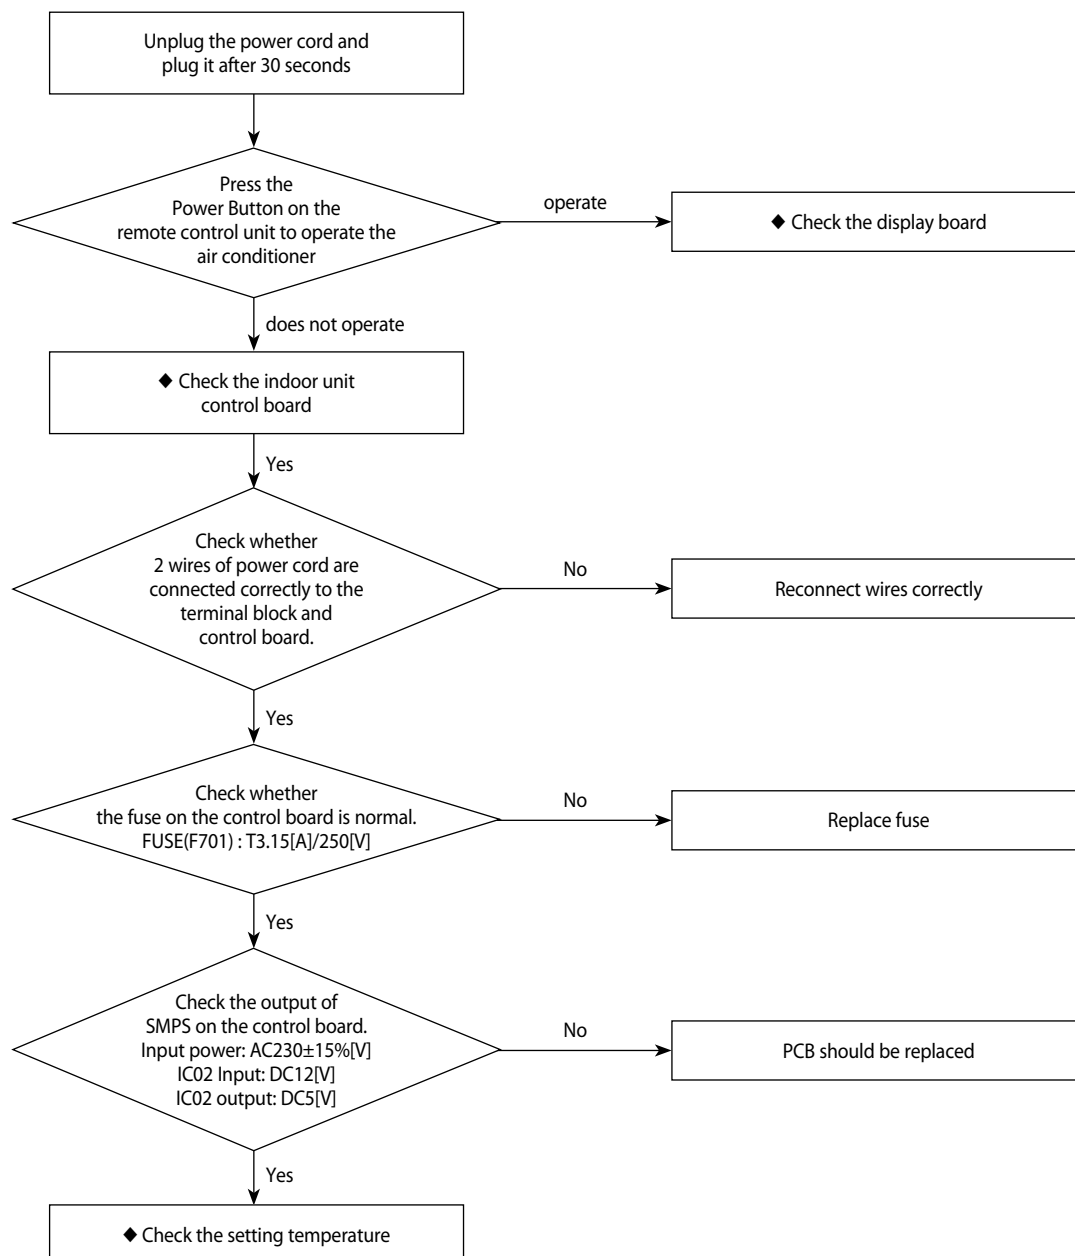 Unplug the power cord and
plug it after 30 seconds
Press the
Power Button on the
remote control unit to operate the
air conditioner
operate
◆ Check the display board
does not operate
◆ Check the indoor unit
control board
Yes
Check whether
2 wires of power cord are
connected correctly to the
terminal block and
control board.
No
Reconnect wires correctly
Yes
Check whether
the fuse on the control board is normal.
FUSE(F701) : T3.15[A]/250[V]
No
Replace fuse
Yes
Check the output of
SMPS on the control board.
Input power: AC230±15%[V]
IC02 Input: DC12[V]
IC02 output: DC5[V]
No
PCB should be replaced
Yes
◆ Check the setting temperature